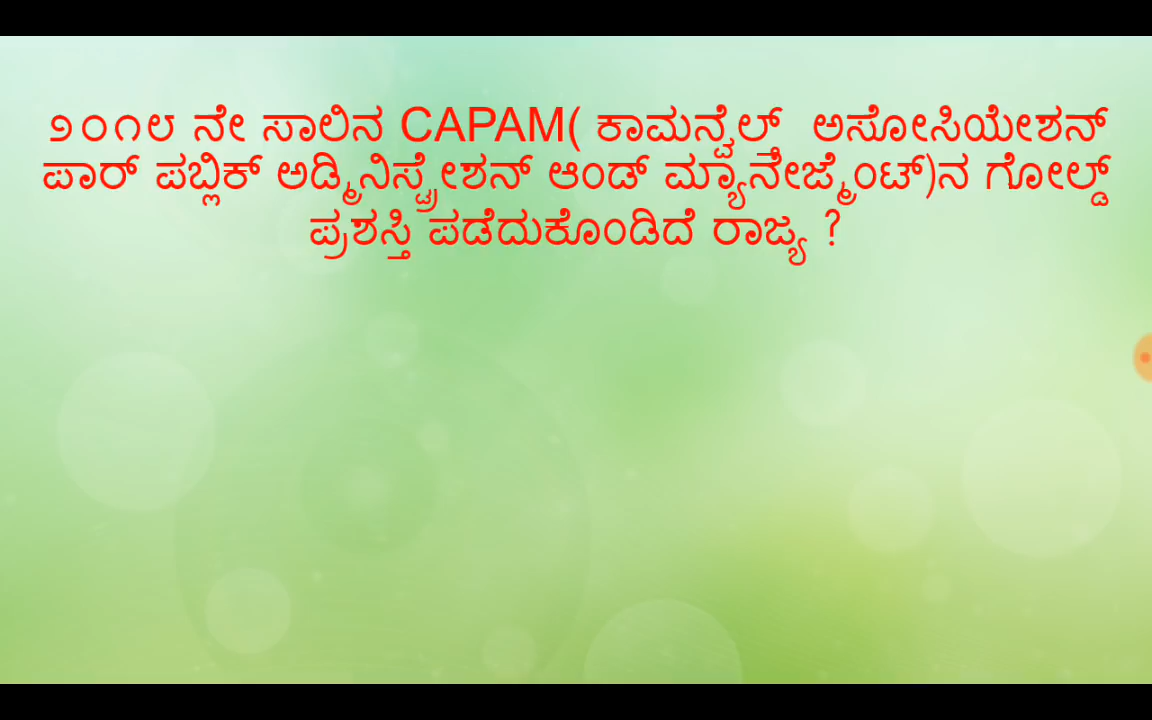 ೨೦೧೮ ನೇ ಸಾಲಿನ CAPAM( ಕಾಮನ್ವೆಲ್ತ್ ಅಸೋಸಿಯೇಶನ್
ಪಾರ್ ಪಬ್ಲಿಕ್ ಅಡ್ಮಿನಿಸ್ಟ್ರೇಶನ್ ಆಂಡ್ ಮ್ಯಾನೇಜ್ಮೆಂಟ್)ನ ಗೋಲ್ಡ್
ಪ್ರಶಸ್ತಿ ಪಡೆದುಕೊಂಡಿದೆ ರಾಜ್ಯ ?